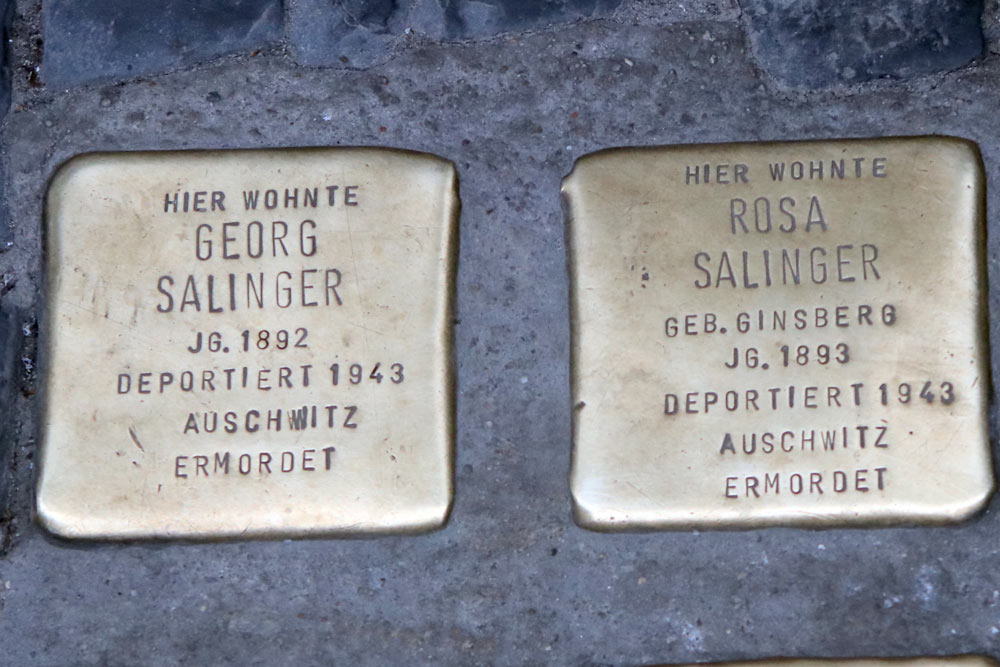 HIER WOHNTE
GEORG
SALINGER
JG. 1892
DEPORTIERT 1943
AUSCHWITZ
ERMORDET
HIER WOHNTE
ROSA
SALINGER
GEB. GINSBERG
JG. 1893
DEPORTIERT 1943
AUSCHWITZ
ERMORDET